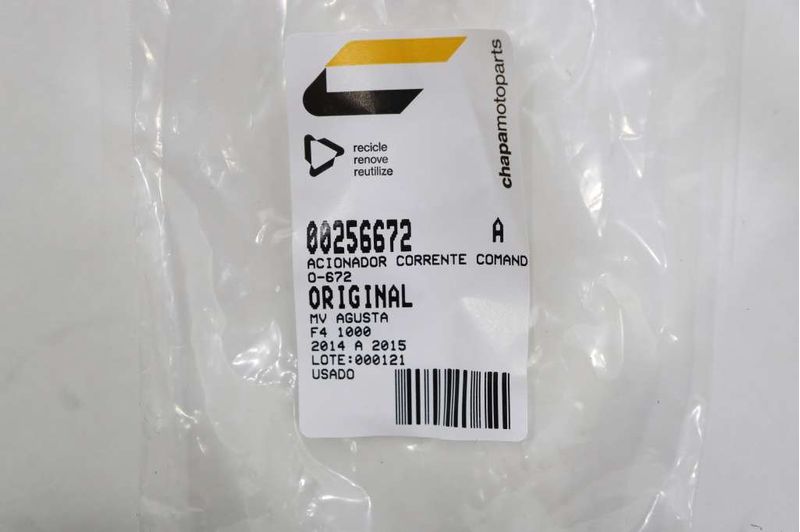 chapamotoparts
recicle
renove
reutilize
00256672 A
ACIONADOR CORRENTE COMAND
O-672
ORIGINAL
MV AGUSTA
F4 1000
2014 A 2015
LOTE:000121
USADO